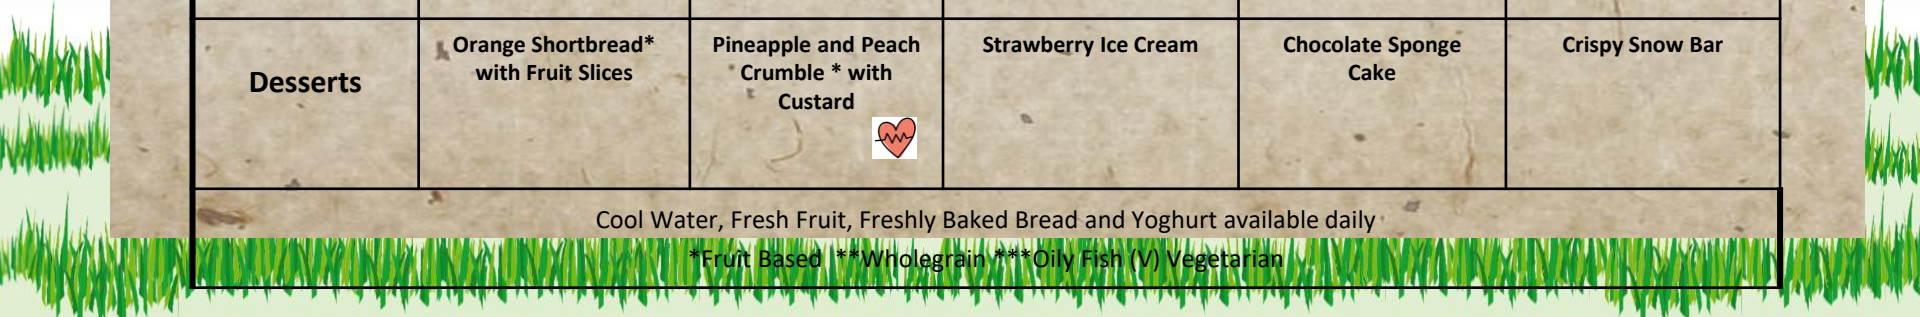 Desserts
Orange Shortbread*
with Fruit Slices
Pineapple and Peach
Crumble * with
Custard
Strawberry Ice Cream
Chocolate Sponge
Cake
Crispy Snow Bar
Cool Water, Fresh Fruit, Freshly Baked Bread and Yoghurt available daily
*Fruit Based  **Wholegrain ***Oily Fish (V) Vegetarian